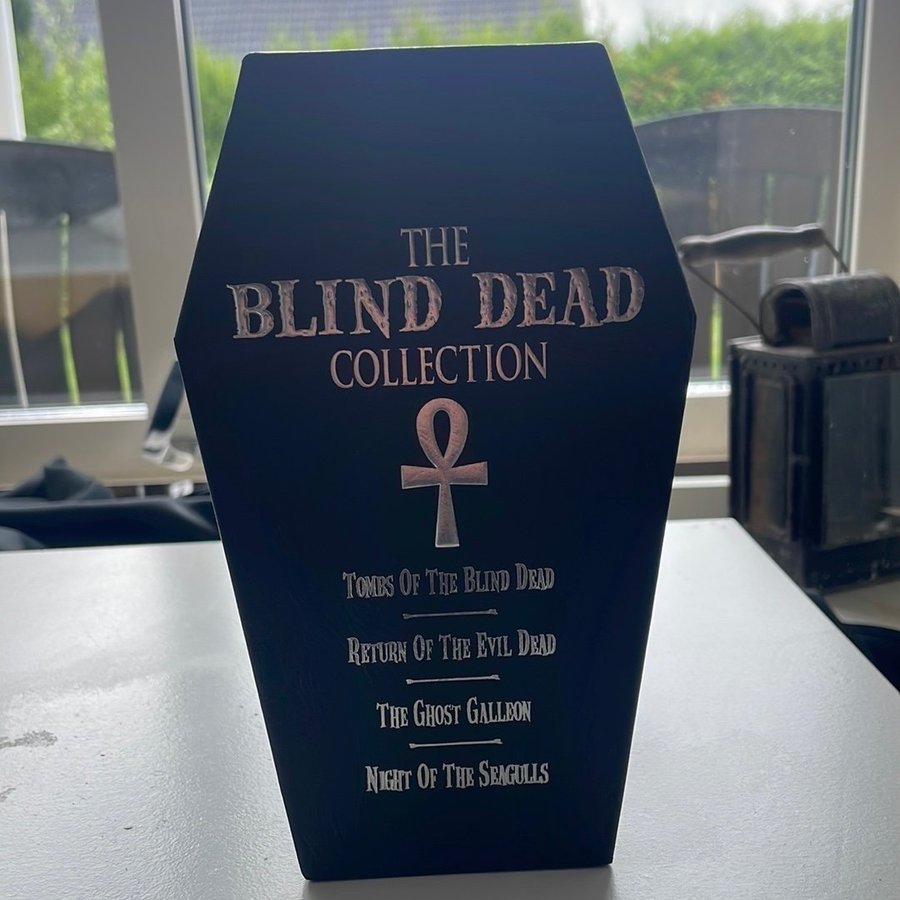 THE
BLIND DEAD
COLLECTION
TOMBS OF THE BLIND DEAD
RETURN OF THE EVIL DEAD
THE GHOST GALLEON
NIGHT OF THE SEAGULLS